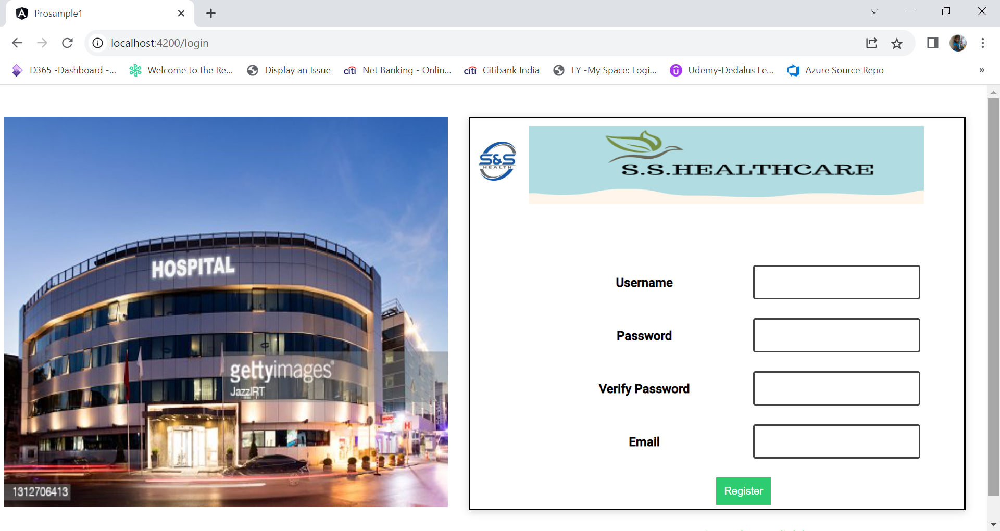 Prosample1
localhost:4200/login
D365 -Dashboard -...
Welcome to the Re...
Display an Issue
citi Net Banking - Onlin...
citi Citibank India
EY -My Space: Logi...
Udemy-Dedalus Le...
Azure Source Repo
»
HOSPITAL
gettyimages®
JazzIRT
H
1312706413
S&S
HEALTH
S.S.HEALTHCARE
Username
Password
Verify Password
Email
Register